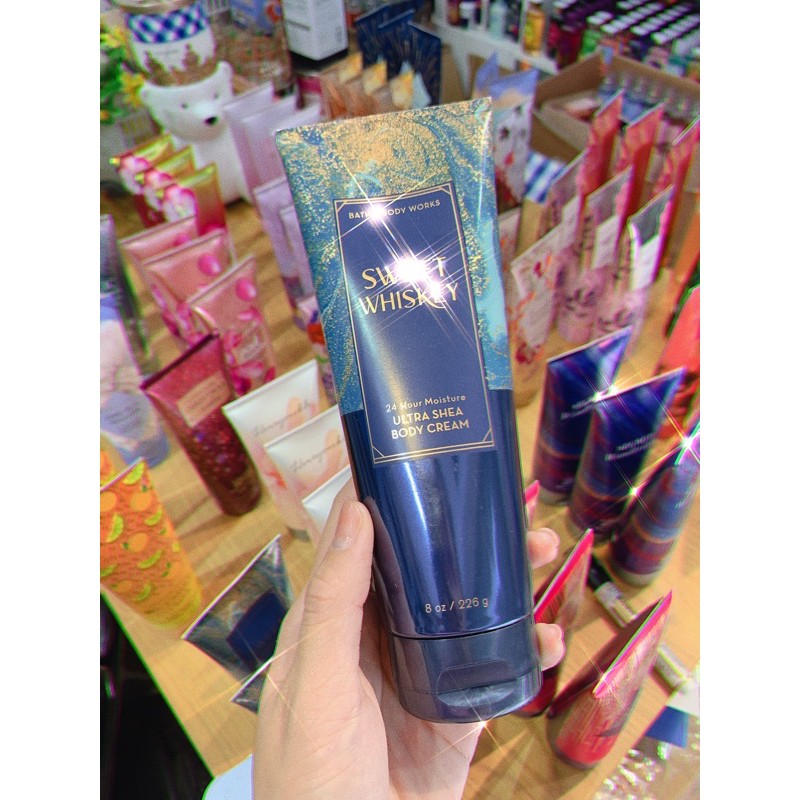 BATH & BODY WORKS
SWEET
WHISKEY
24 Hour Moisture
ULTRA SHEA
BODY CREAM
8 oz / 226 g